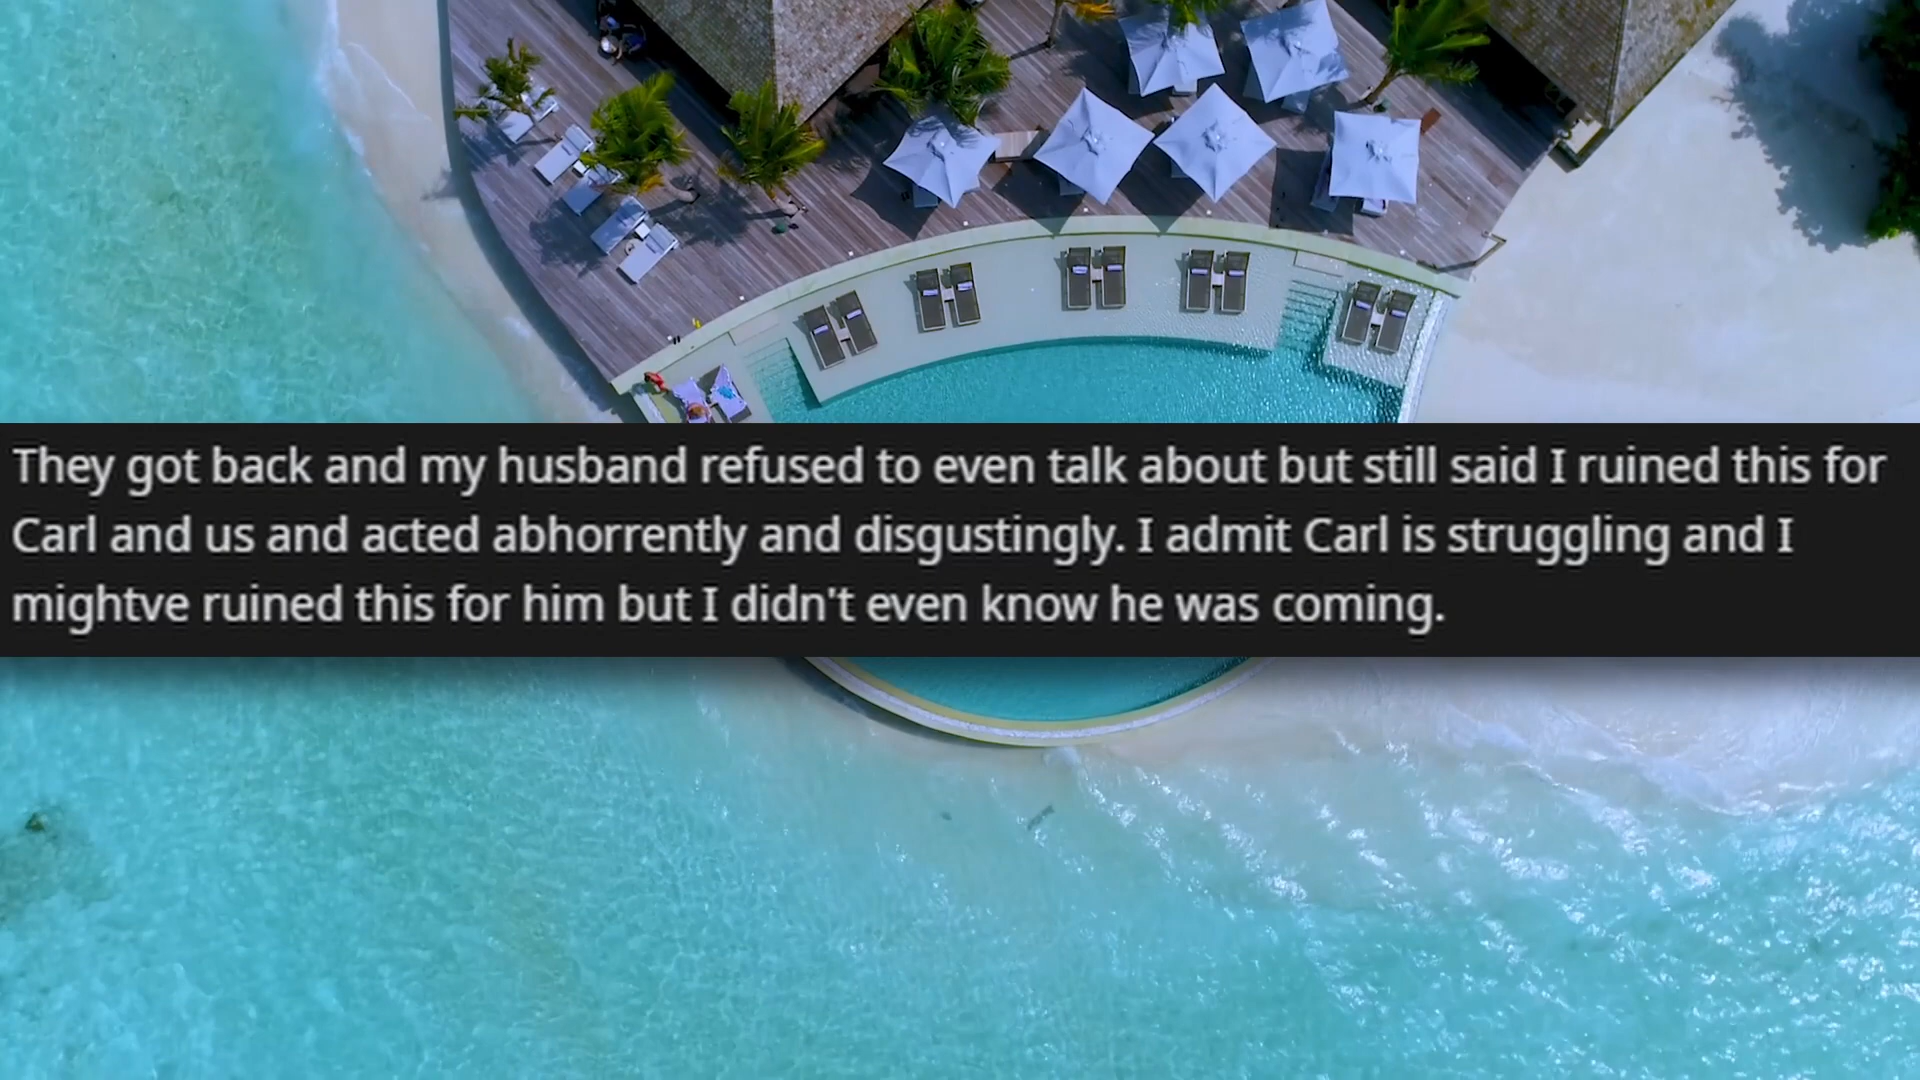 They got back and my husband refused to even talk about but still said I ruined this for
Carl and us and acted abhorrently and disgustingly. I admit Carl is struggling and I
mightve ruined this for him but I didn't even know he was coming.